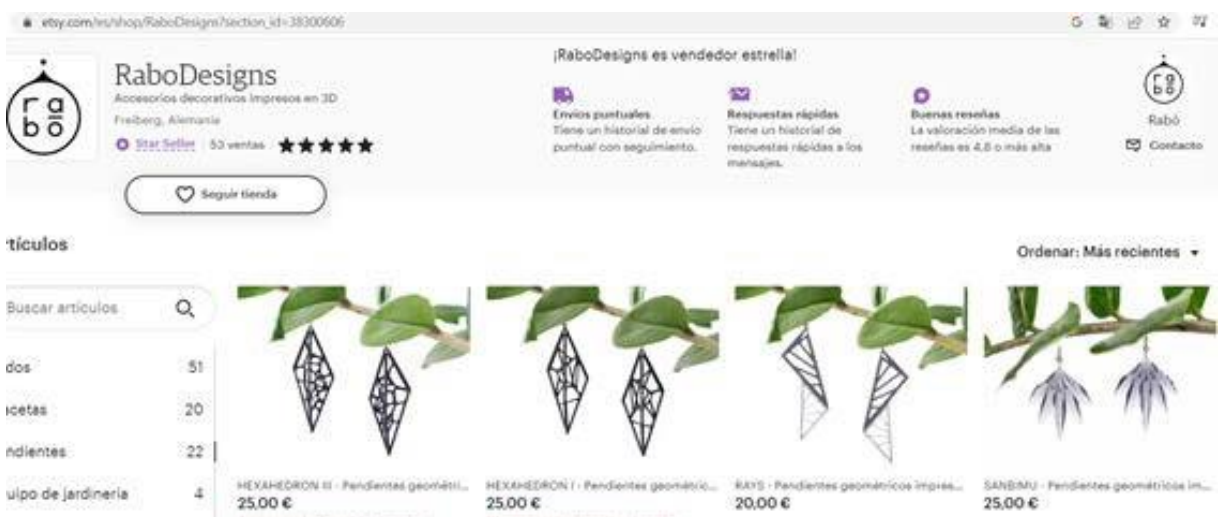 etsy.com/es/shop/RaboDesigns?section_id=38300606
RaboDesigns
Accesorios decorativos impresos en 3D
Freiberg, Alemania
Star Seller 53 ventas
Seguir tienda
¡RaboDesigns es vendedor estrella!
Envíos puntuales
Tiene un historial de envío
puntual con seguimiento.
Respuestas rápidas
Tiene un historial de
respuestas rápidas a los
mensajes.
Buenas reseñas
La valoración media de las
reseñas es 4,8 o más alta
rabō
Rabō
Contacto
rtículos
Ordenar: Más recientes
Buscar artículos
dos 51
acetas 20
ndientes 22
uipo de jardinería 4
HEXAHEDRON III - Pendientes geométri...
25,00 €
HEXAHEDRON I - Pendientes geométric...
25,00 €
RAYS - Pendientes geométricos impres...
20,00 €
SANBIMU - Pendientes geométricos im...
25,00 €